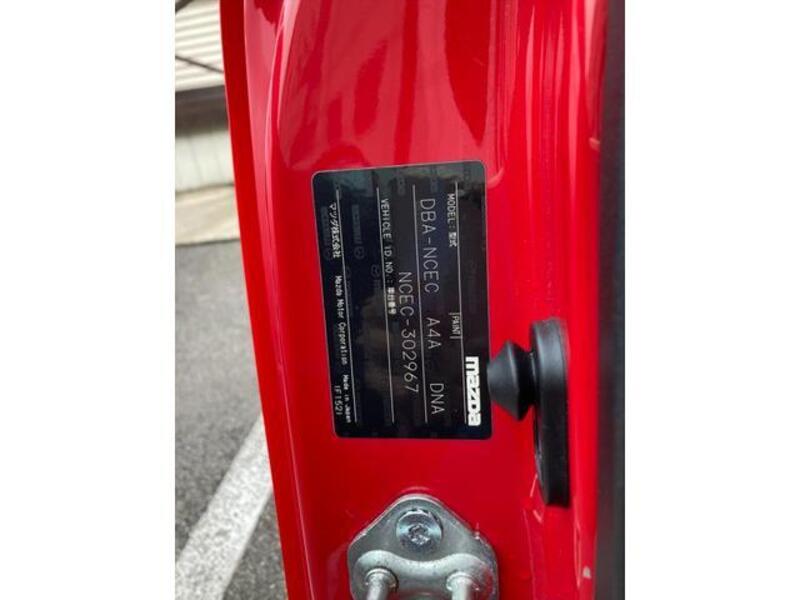 mazda
MODEL:型式 [PAINT]
DBA-NCEC A4A DNA
VEHICLE ID.NO.:車台番号
NCEC-302967
マツダ株式会社 Mazda Motor Corporation Made in Japan
(F152)